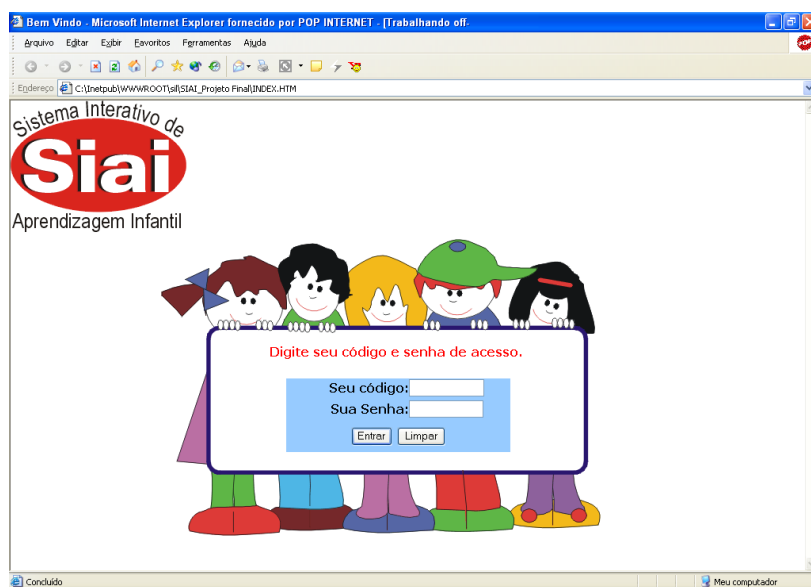 Bem Vindo - Microsoft Internet Explorer fornecido por POP INTERNET - [Trabalhando off-
Arquivo Editar Exibir Favoritos Ferramentas Ajuda
POP
Endereço C:\Inetpub\WWWROOT\sil\SIAI_Projeto Final\INDEX.HTM
Sistema Interativo de
Siai
Aprendizagem Infantil
Digite seu código e senha de acesso.
Seu código:
Sua Senha:
Entrar Limpar
Concluído Meu computador